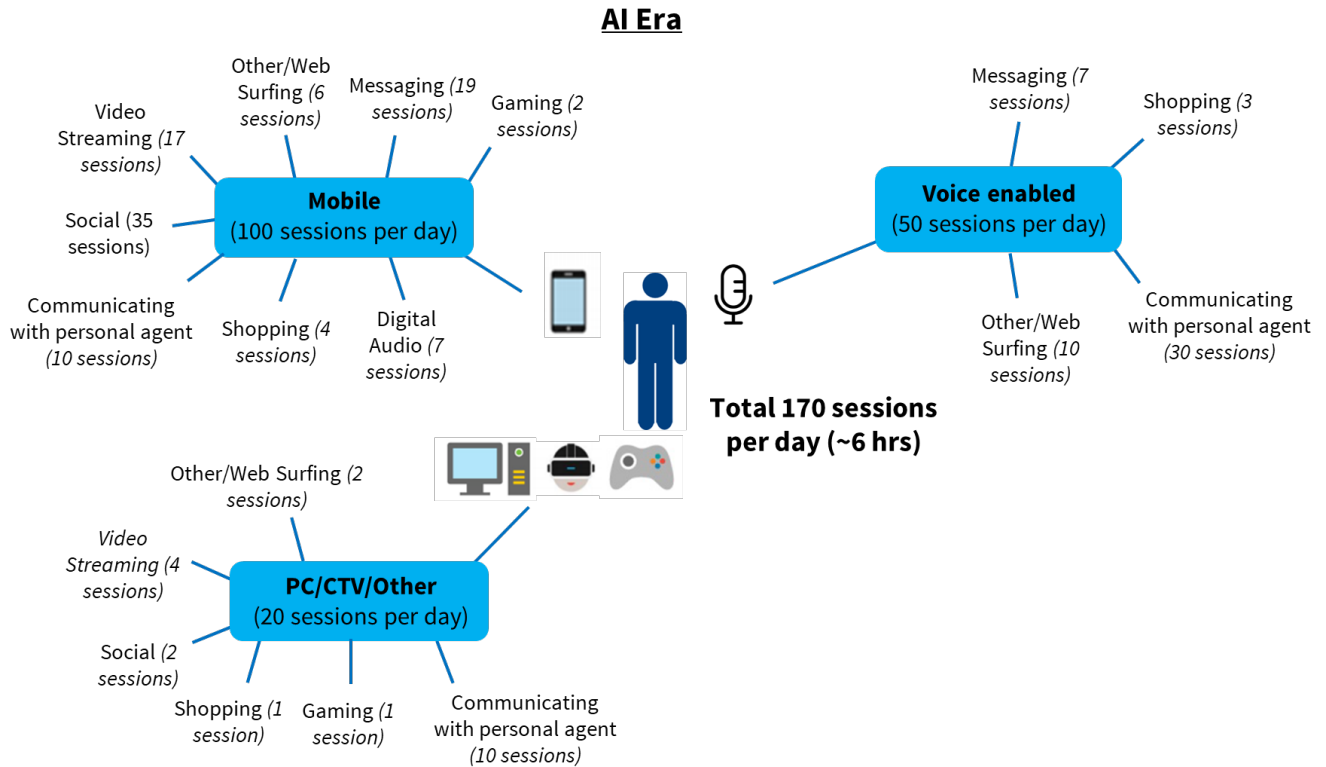 AI Era
Other/Web
Surfing (6
sessions)
Messaging (19
sessions)
Gaming (2
sessions)
Video
Streaming (17
sessions)
Social (35
sessions)
Mobile
(100 sessions per day)
Communicating
with personal agent
(10 sessions)
Shopping (4
sessions)
Digital
Audio (7
sessions)
Messaging (7
sessions)
Shopping (3
sessions)
Voice enabled
(50 sessions per day)
Other/Web
Surfing (10
sessions)
Communicating
with personal agent
(30 sessions)
Total 170 sessions
per day (~6 hrs)
Other/Web Surfing (2
sessions)
Video
Streaming (4
sessions)
PC/CTV/Other
(20 sessions per day)
Social (2
sessions)
Shopping (1
session)
Gaming (1
session)
Communicating
with personal agent
(10 sessions)